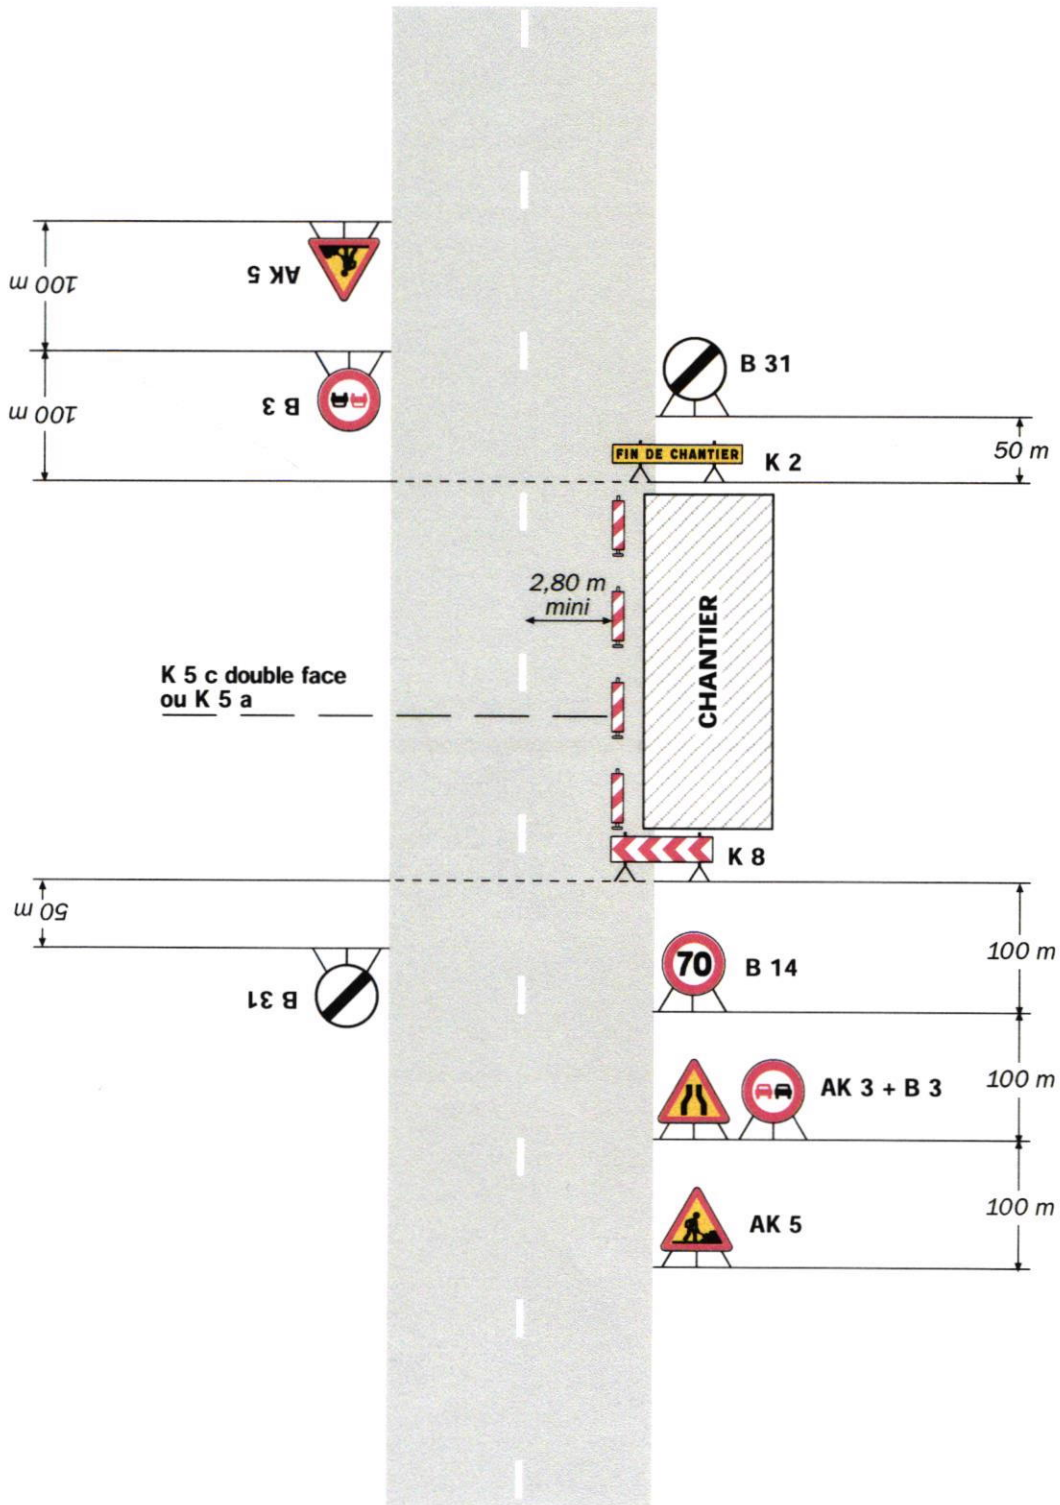 AK 5
100 m
B 3
100 m
B 31
50 m
FIN DE CHANTIER
K 2
2,80 m
mini
CHANTIER
K 5 c double face
ou K 5 a
K 8
50 m
B 31
70
B 14
100 m
AK 3 + B 3
100 m
AK 5
100 m